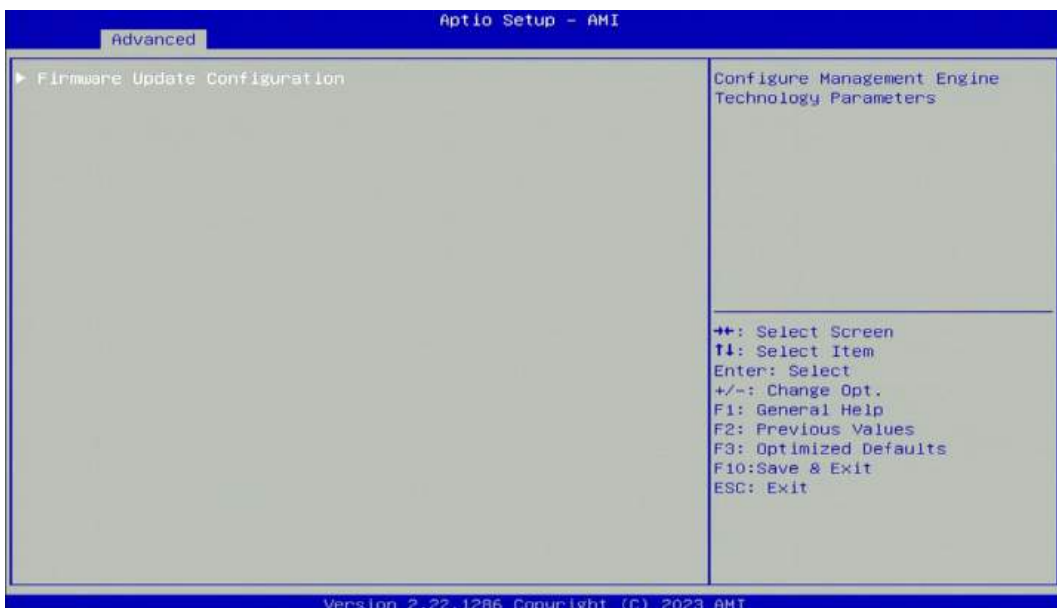 Aptio Setup - AMI
Advanced
► Firmware Update Configuration
Configure Management Engine
Technology Parameters
→←: Select Screen
↑↓: Select Item
Enter: Select
+/-: Change Opt.
F1: General Help
F2: Previous Values
F3: Optimized Defaults
F10:Save & Exit
ESC: Exit
Version 2.22.1286 Copyright (C) 2023 AMI